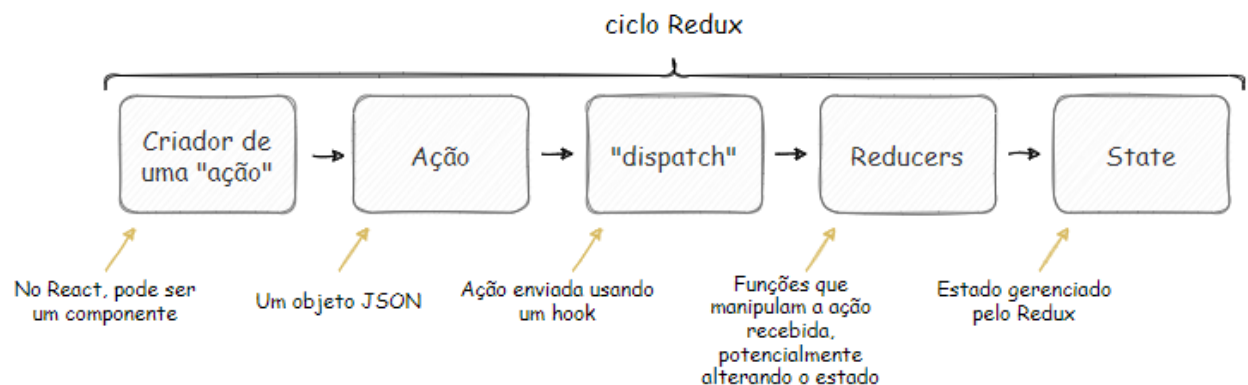 ciclo Redux
Criador de
uma "ação"
Ação
"dispatch"
Reducers
State
No React, pode ser
um componente
Um objeto JSON
Ação enviada usando
um hook
Funções que
manipulam a ação
recebida,
potencialmente
alterando o estado
Estado gerenciado
pelo Redux